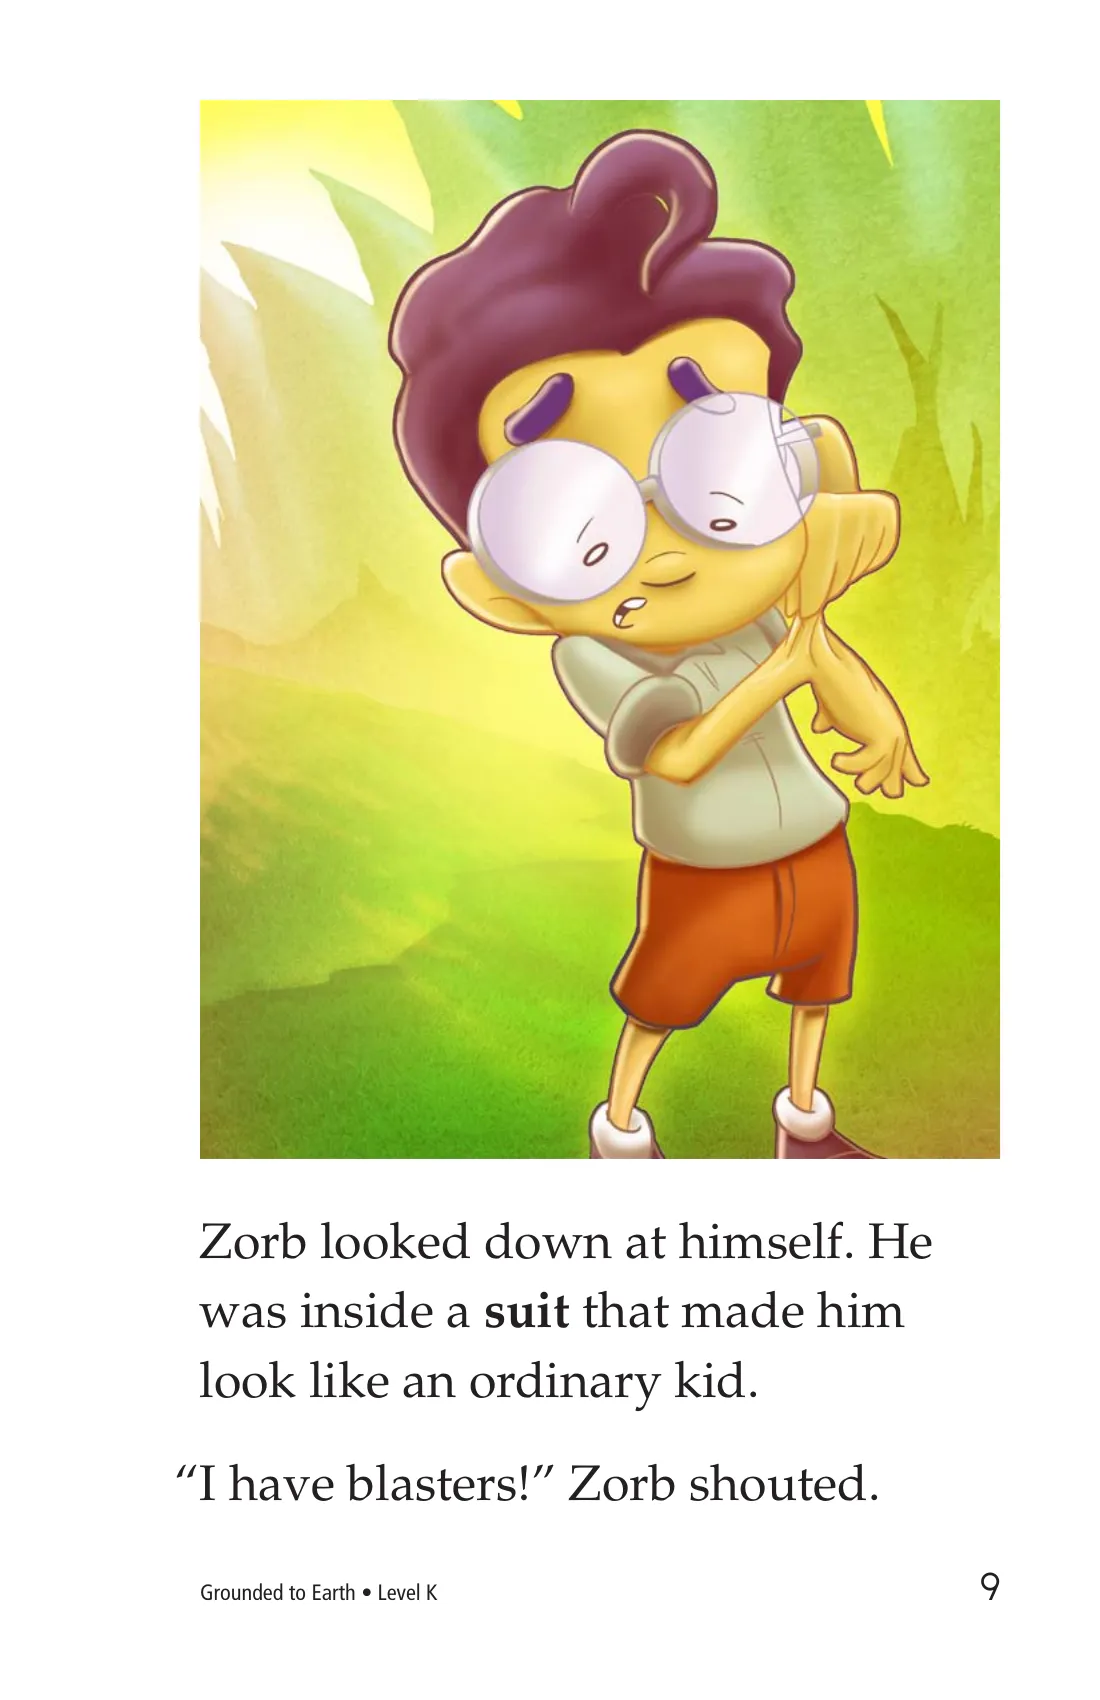 Zorb looked down at himself. He
was inside a suit that made him
look like an ordinary kid.
“I have blasters!” Zorb shouted.
Grounded to Earth • Level K
9